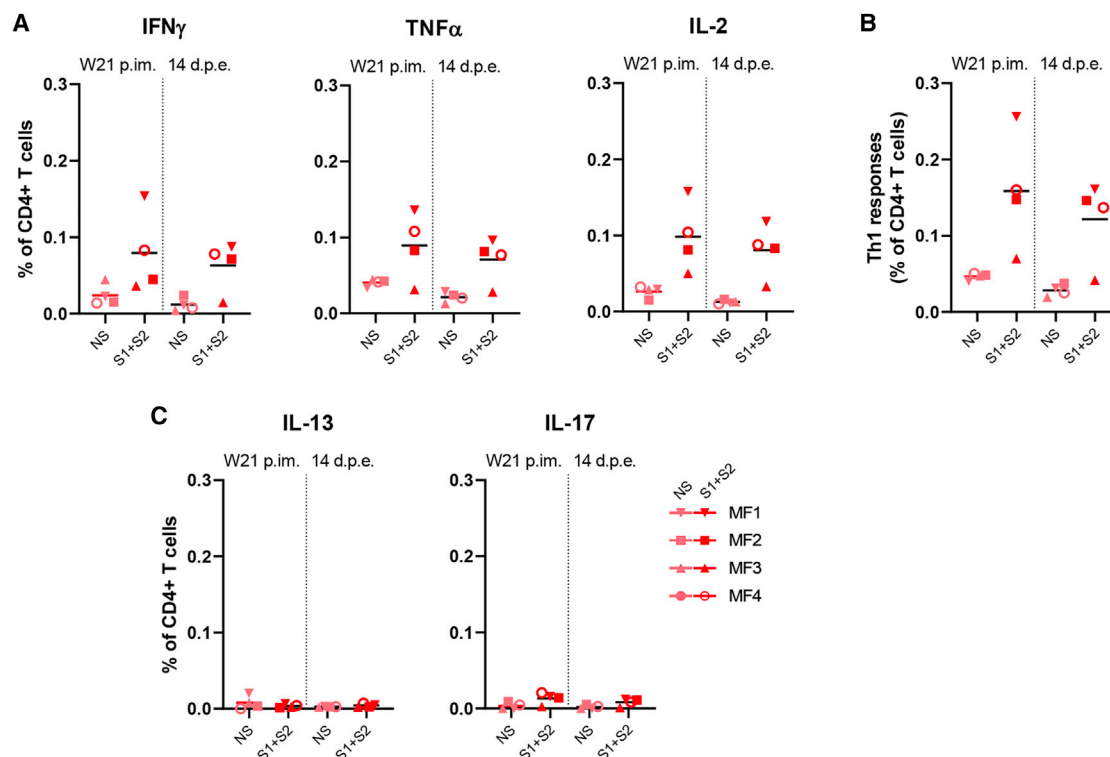 A
IFNγ
W21 p.im. 14 d.p.e.
% of CD4+ T cells
0.3
0.2
0.1
0.0
NS
S1+S2
NS
S1+S2
TNFα
W21 p.im. 14 d.p.e.
0.3
0.2
0.1
0.0
NS
S1+S2
NS
S1+S2
IL-2
W21 p.im. 14 d.p.e.
0.3
0.2
0.1
0.0
NS
S1+S2
NS
S1+S2
B
W21 p.im. 14 d.p.e.
Th1 responses
(% of CD4+ T cells)
0.3
0.2
0.1
0.0
NS
S1+S2
NS
S1+S2
C
IL-13
W21 p.im. 14 d.p.e.
% of CD4+ T cells
0.3
0.2
0.1
0.0
NS
S1+S2
NS
S1+S2
IL-17
W21 p.im. 14 d.p.e.
0.3
0.2
0.1
0.0
NS
S1+S2
NS
S1+S2
NS
S1+S2
MF1
MF2
MF3
MF4